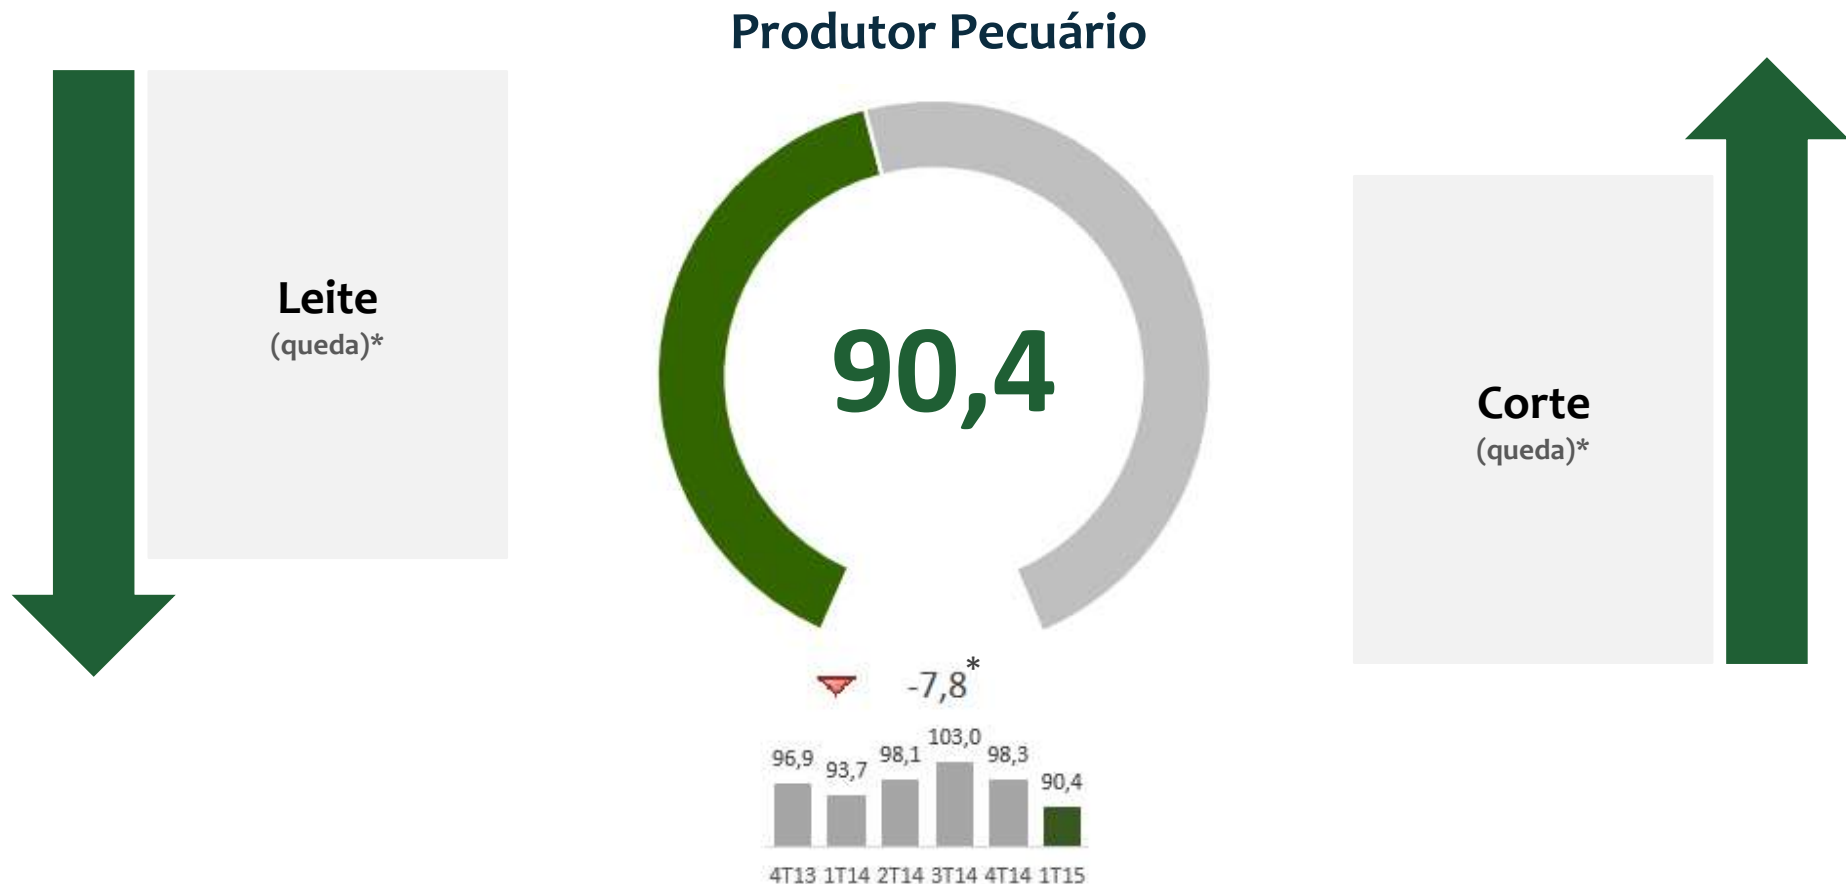 Produtor Pecuário
Leite
(queda)*
90,4
Corte
(queda)*
-7,8*
96,9 93,7 98,1 103,0 98,3 90,4
4T13 1T14 2T14 3T14 4T14 1T15